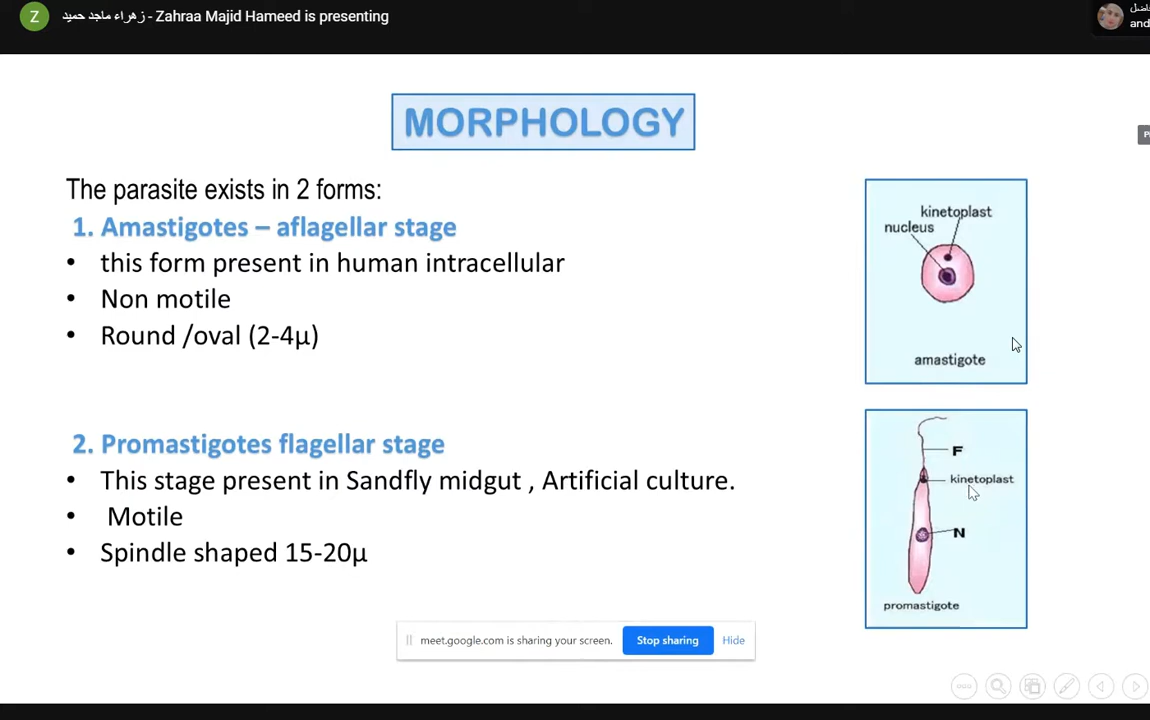 Z
زهراء ماجد حميد - Zahraa Majid Hameed is presenting
and
MORPHOLOGY
The parasite exists in 2 forms:
1. Amastigotes – aflagellar stage
• this form present in human intracellular
• Non motile
• Round /oval (2-4μ)
kinetoplast
nucleus
amastigote
2. Promastigotes flagellar stage
• This stage present in Sandfly midgut , Artificial culture.
• Motile
• Spindle shaped 15-20μ
F
kinetoplast
N
promastigote
meet.google.com is sharing your screen. Stop sharing Hide